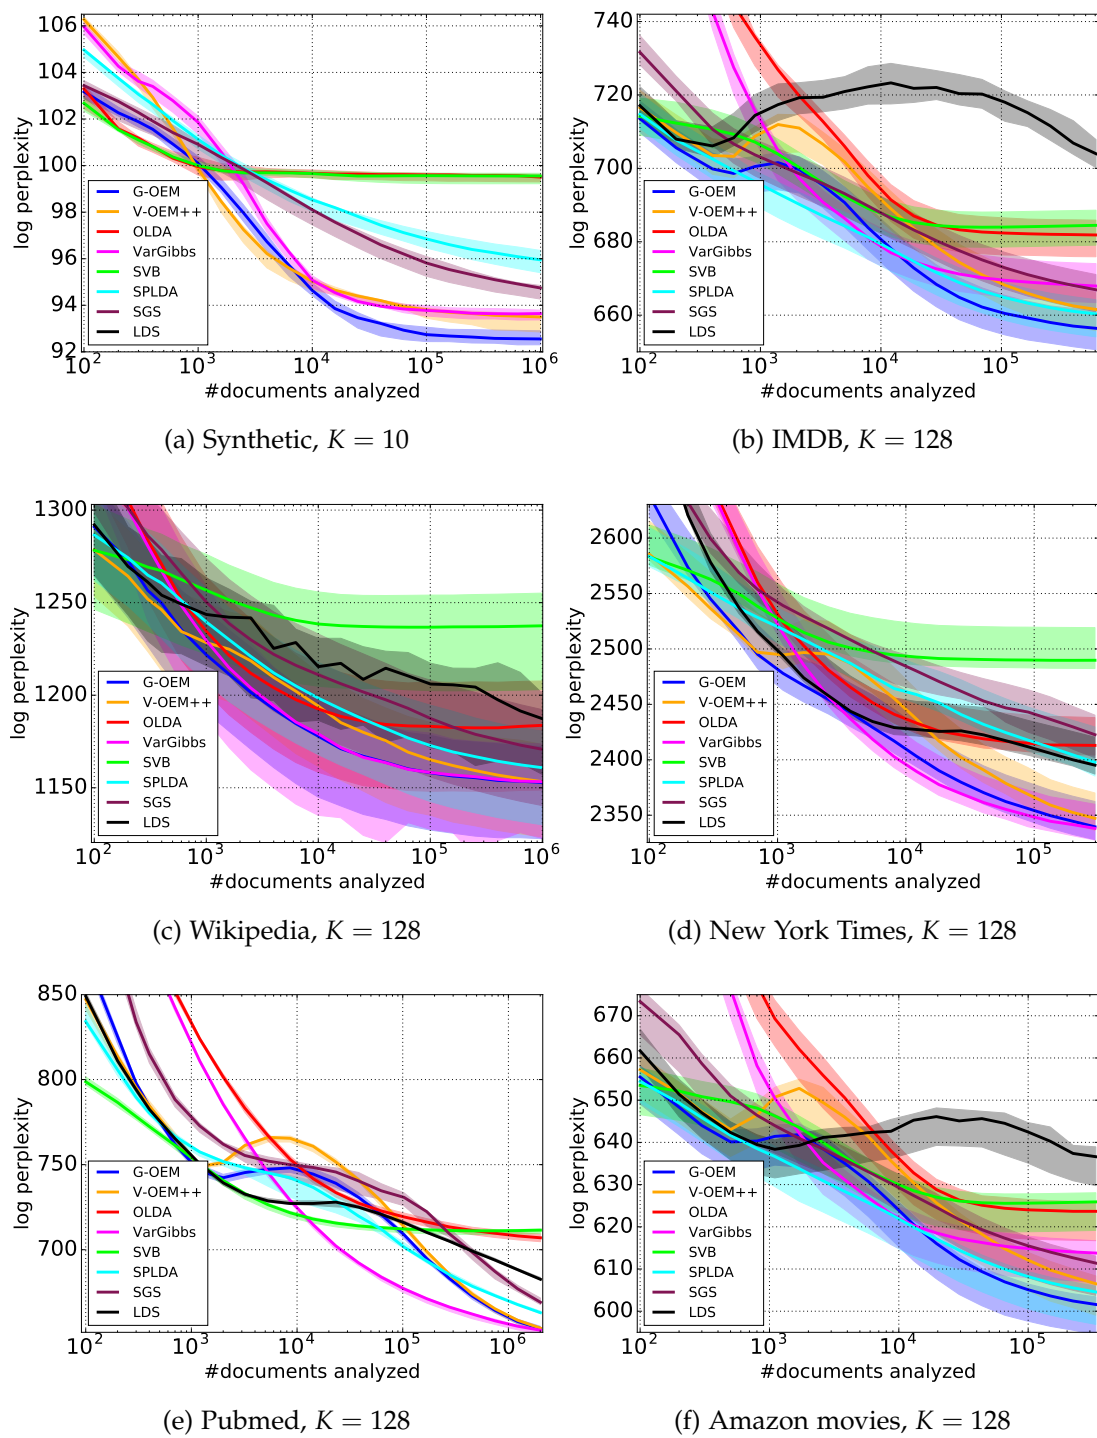 106
104
102
100
98
96
94
92
log perplexity
G-OEM
V-OEM++
OLDA
VarGibbs
SVB
SPLDA
SGS
LDS
10^2 10^3 10^4 10^5 10^6
#documents analyzed
(a) Synthetic, K = 10
740
720
700
680
660
log perplexity
G-OEM
V-OEM++
OLDA
VarGibbs
SVB
SPLDA
SGS
LDS
10^2 10^3 10^4 10^5
#documents analyzed
(b) IMDB, K = 128
1300
1250
1200
1150
log perplexity
G-OEM
V-OEM++
OLDA
VarGibbs
SVB
SPLDA
SGS
LDS
10^2 10^3 10^4 10^5 10^6
#documents analyzed
(c) Wikipedia, K = 128
2600
2550
2500
2450
2400
2350
log perplexity
G-OEM
V-OEM++
OLDA
VarGibbs
SVB
SPLDA
SGS
LDS
10^2 10^3 10^4 10^5
#documents analyzed
(d) New York Times, K = 128
850
800
750
700
log perplexity
G-OEM
V-OEM++
OLDA
VarGibbs
SVB
SPLDA
SGS
LDS
10^2 10^3 10^4 10^5 10^6
#documents analyzed
(e) Pubmed, K = 128
670
660
650
640
630
620
610
600
log perplexity
G-OEM
V-OEM++
OLDA
VarGibbs
SVB
SPLDA
SGS
LDS
10^2 10^3 10^4 10^5
#documents analyzed
(f) Amazon movies, K = 128